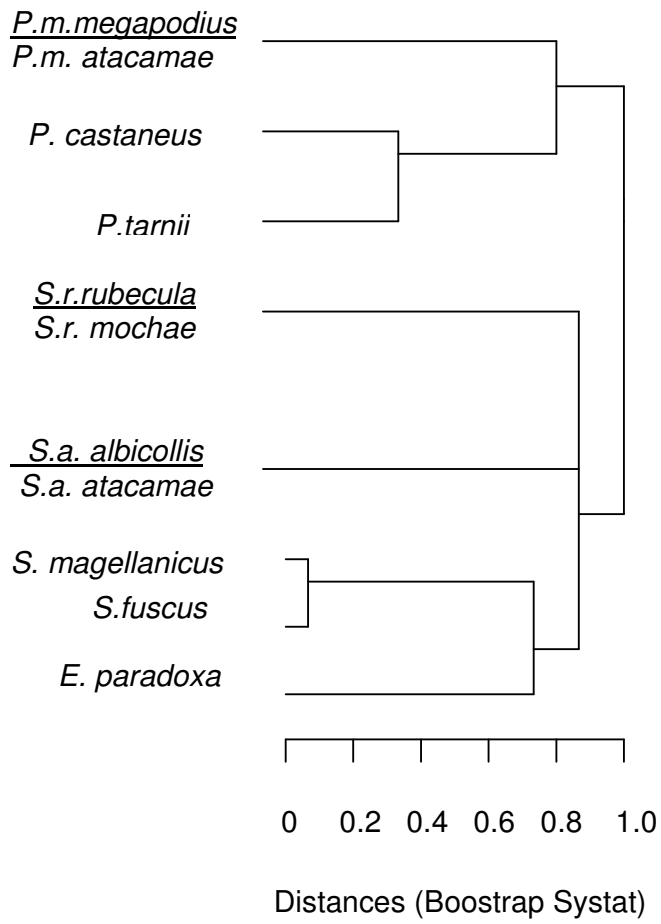 P.m.megapodius
P.m. atacamae
P. castaneus
P.tarnii
S.r.rubecula
S.r. mochae
S.a. albicollis
S.a. atacamae
S. magellanicus
S.fuscus
E. paradoxa
0 0.2 0.4 0.6 0.8 1.0
Distances (Boostrap Systat)